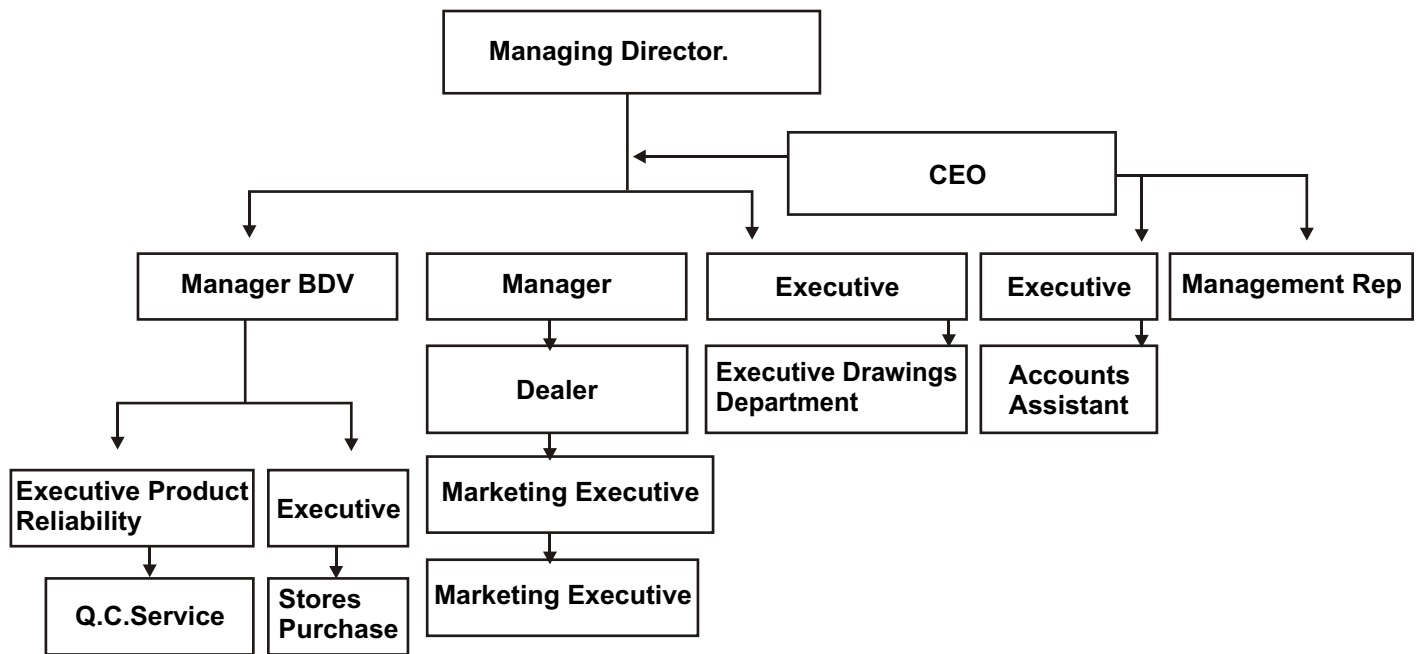 Managing Director.
CEO
Manager BDV
Manager
Executive
Executive
Management Rep
Dealer
Executive Drawings
Department
Accounts
Assistant
Executive Product
Reliability
Executive
Marketing Executive
Q.C.Service
Stores
Purchase
Marketing Executive